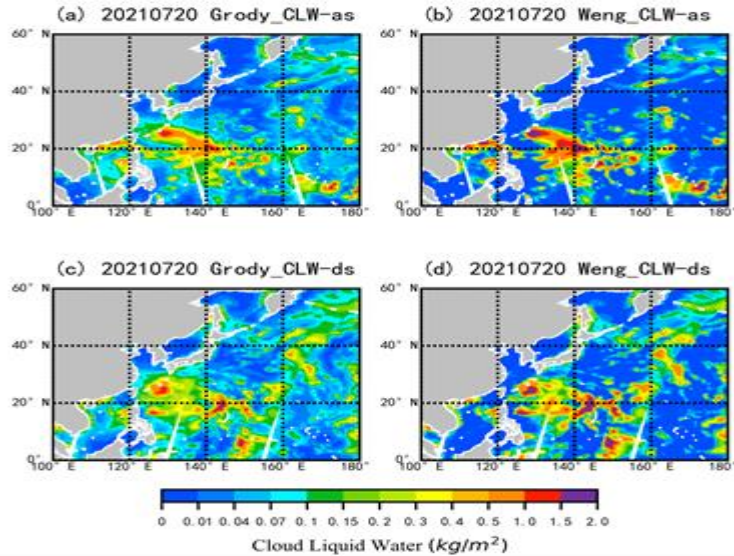 (a) 20210720 Grody_CLW-as
(b) 20210720 Weng_CLW-as
60° N
40° N
20° N
0°
100° E 120° E 140° E 160° E 180°
60° N
40° N
20° N
0°
100° E 120° E 140° E 160° E 180°
(c) 20210720 Grody_CLW-ds
(d) 20210720 Weng_CLW-ds
60° N
40° N
20° N
0°
100° E 120° E 140° E 160° E 180°
60° N
40° N
20° N
0°
100° E 120° E 140° E 160° E 180°
0 0.01 0.04 0.07 0.1 0.15 0.2 0.3 0.4 0.5 1.0 1.5 2.0
Cloud Liquid Water (kg/m²)